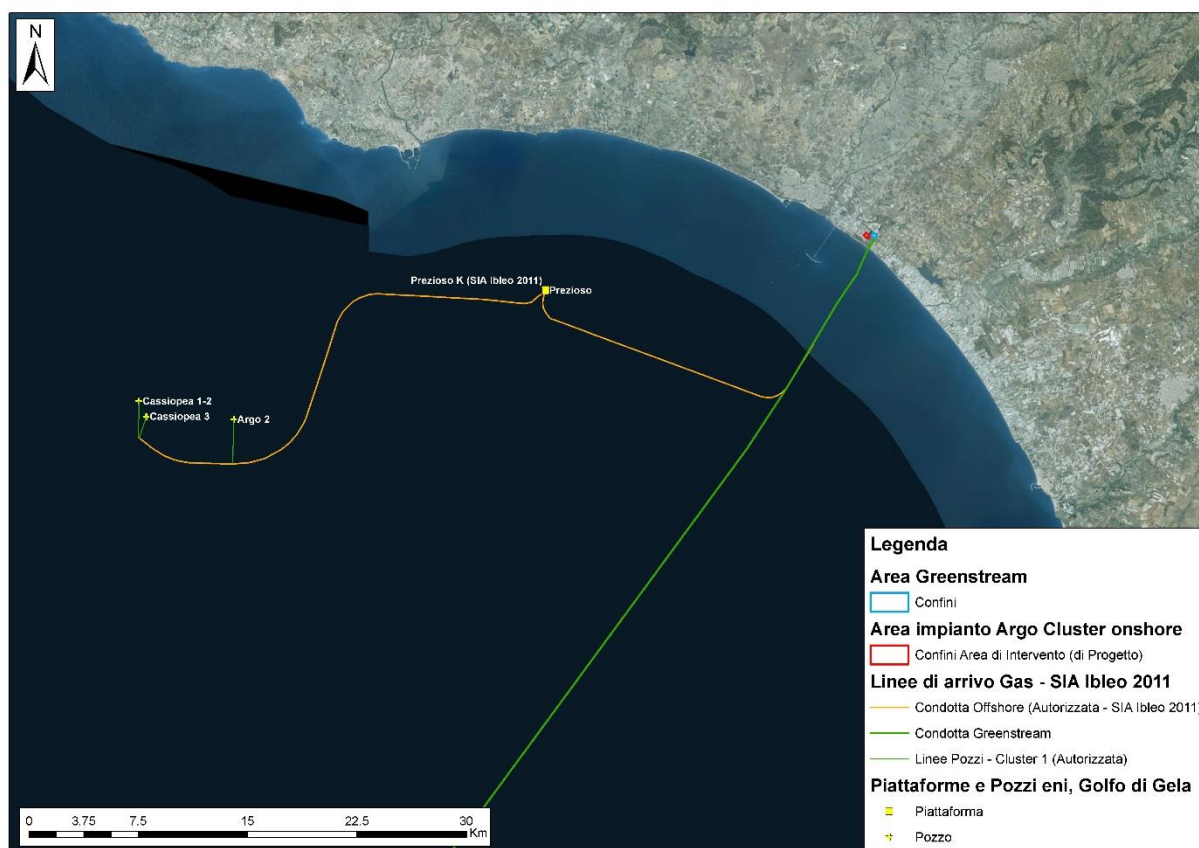 N
Prezioso K (SIA Ibleo 2011)
Prezioso
Cassiopea 1-2
Cassiopea 3
Argo 2
Legenda
Area Greenstream
Confini
Area impianto Argo Cluster onshore
Confini Area di Intervento (di Progetto)
Linee di arrivo Gas - SIA Ibleo 2011
Condotta Offshore (Autorizzata - SIA Ibleo 2011)
Condotta Greenstream
Linee Pozzi - Cluster 1 (Autorizzata)
Piattaforme e Pozzi eni, Golfo di Gela
Piattaforma
Pozzo
0 3.75 7.5 15 22.5 30
Km